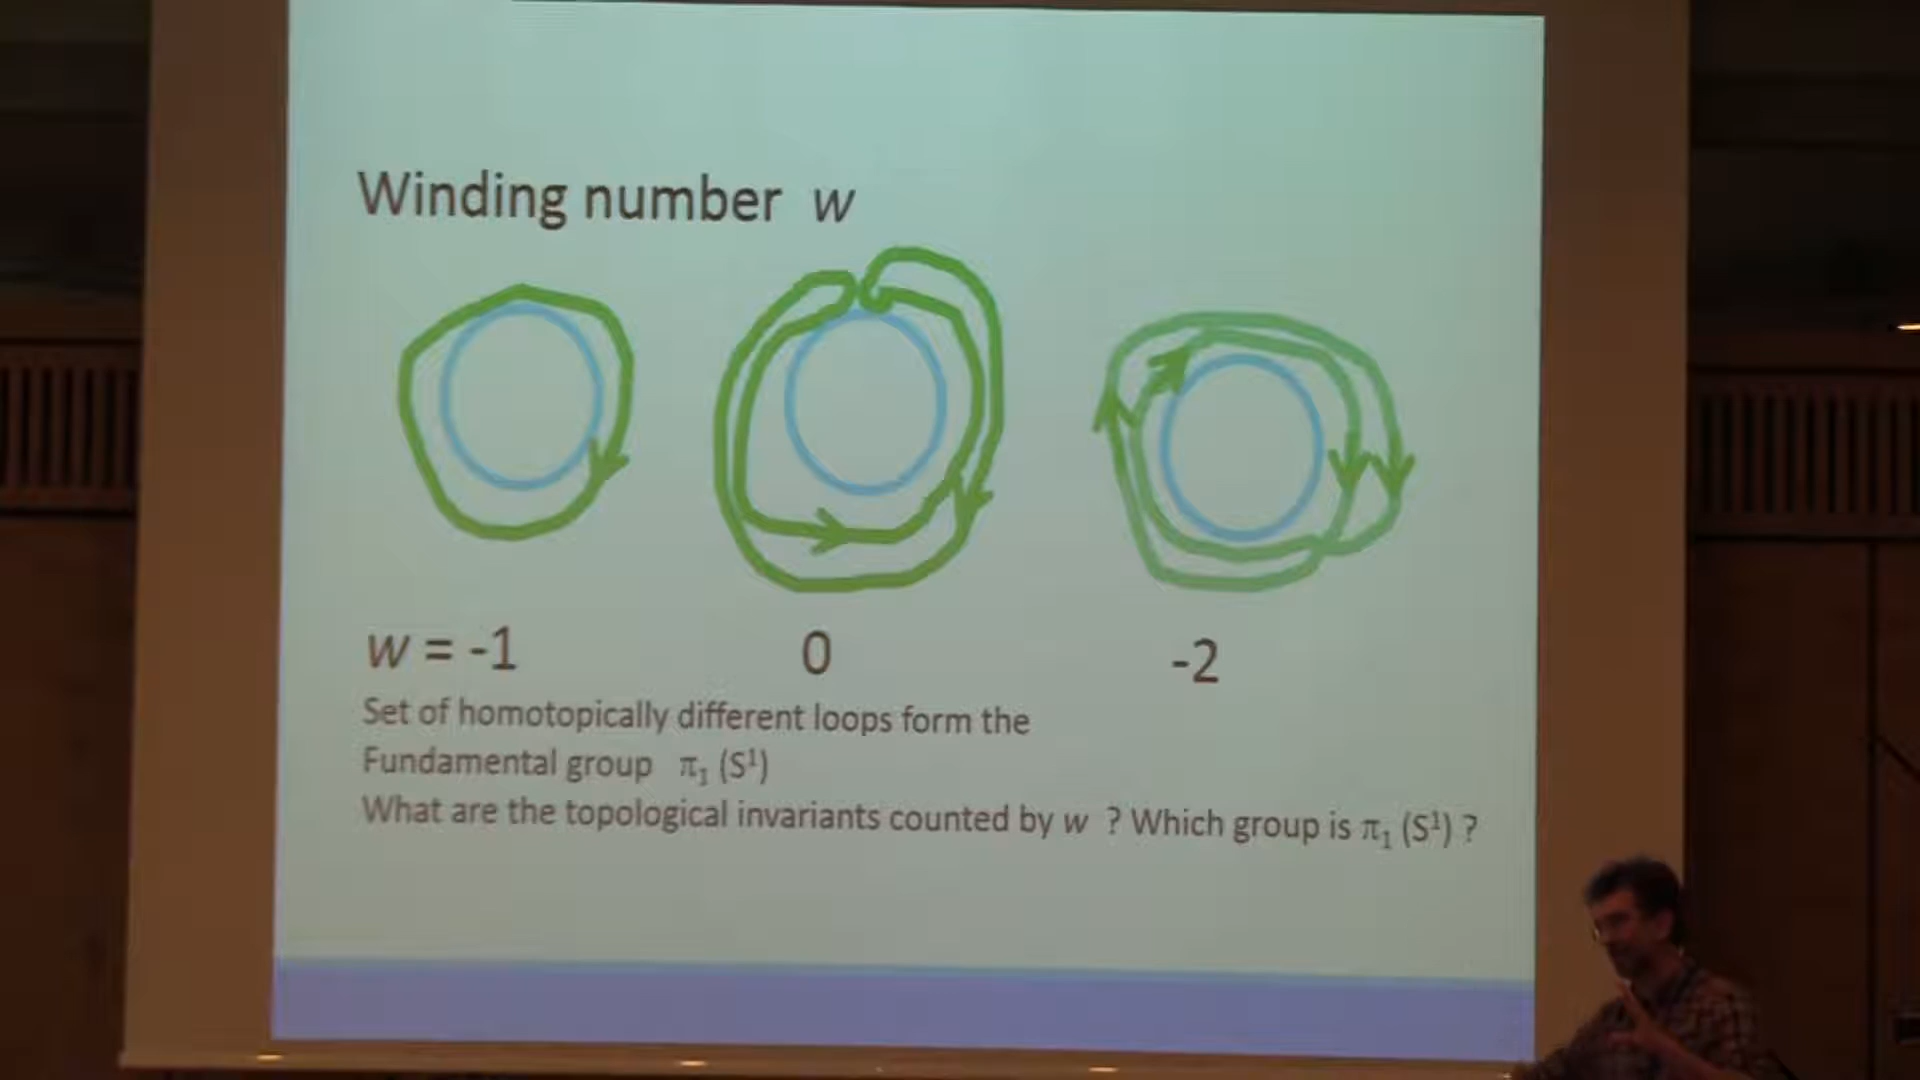 Winding number w
w = -1 0 -2
Set of homotopically different loops form the
Fundamental group π₁ (S¹)
What are the topological invariants counted by w ? Which group is π₁ (S¹) ?